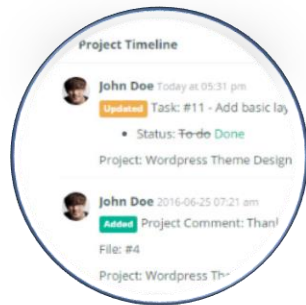 Project Timeline
John Doe Today at 05:31 pm
Updated Task: #11 - Add basic lay
Status: To do Done
Project: Wordpress Theme Design
John Doe 2016-06-25 07:21 am
Added Project Comment: Than
File: #4
Project: Wordpress Th